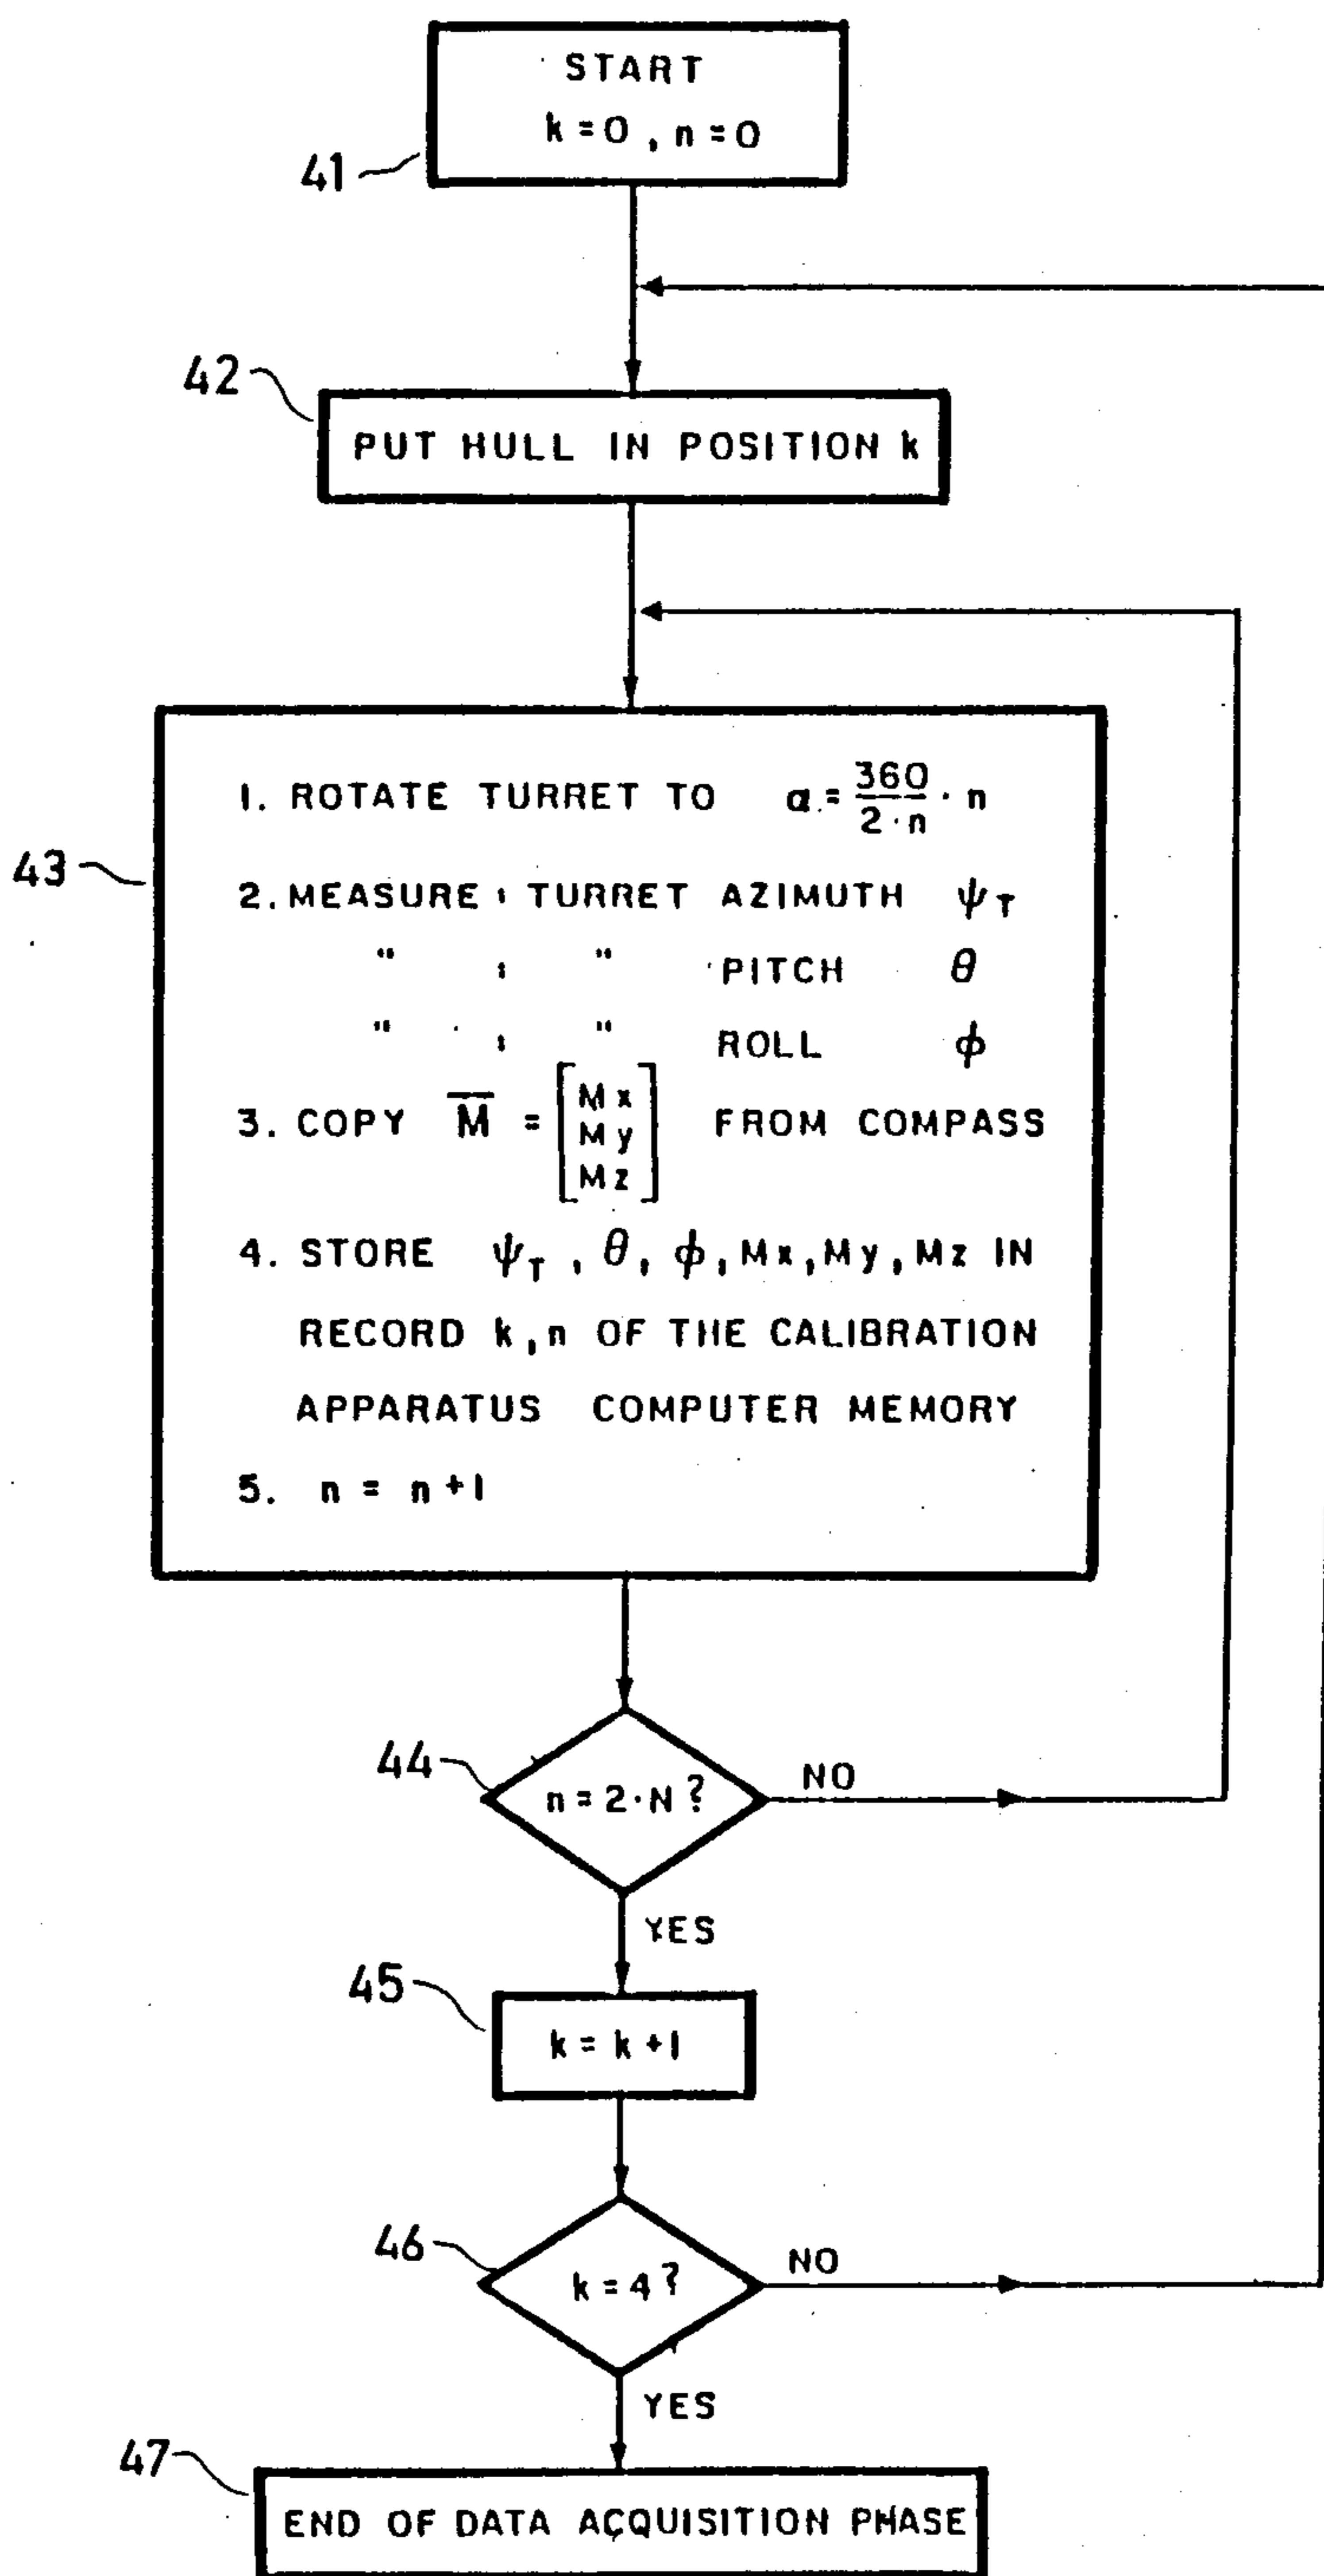 START
k = 0 , n = 0
41
42
PUT HULL IN POSITION k
1. ROTATE TURRET TO α = 360/2·n · n
43
2. MEASURE : TURRET AZIMUTH ψT
" : " PITCH θ
" : " ROLL ϕ
3. COPY M̅ = [Mx My Mz] FROM COMPASS
4. STORE ψT , θ, ϕ, Mx, My, Mz IN
RECORD k, n OF THE CALIBRATION
APPARATUS COMPUTER MEMORY
5. n = n + 1
44
n = 2·N ?
NO
YES
45
k = k + 1
46
k = 4 ?
NO
YES
47
END OF DATA ACQUISITION PHASE